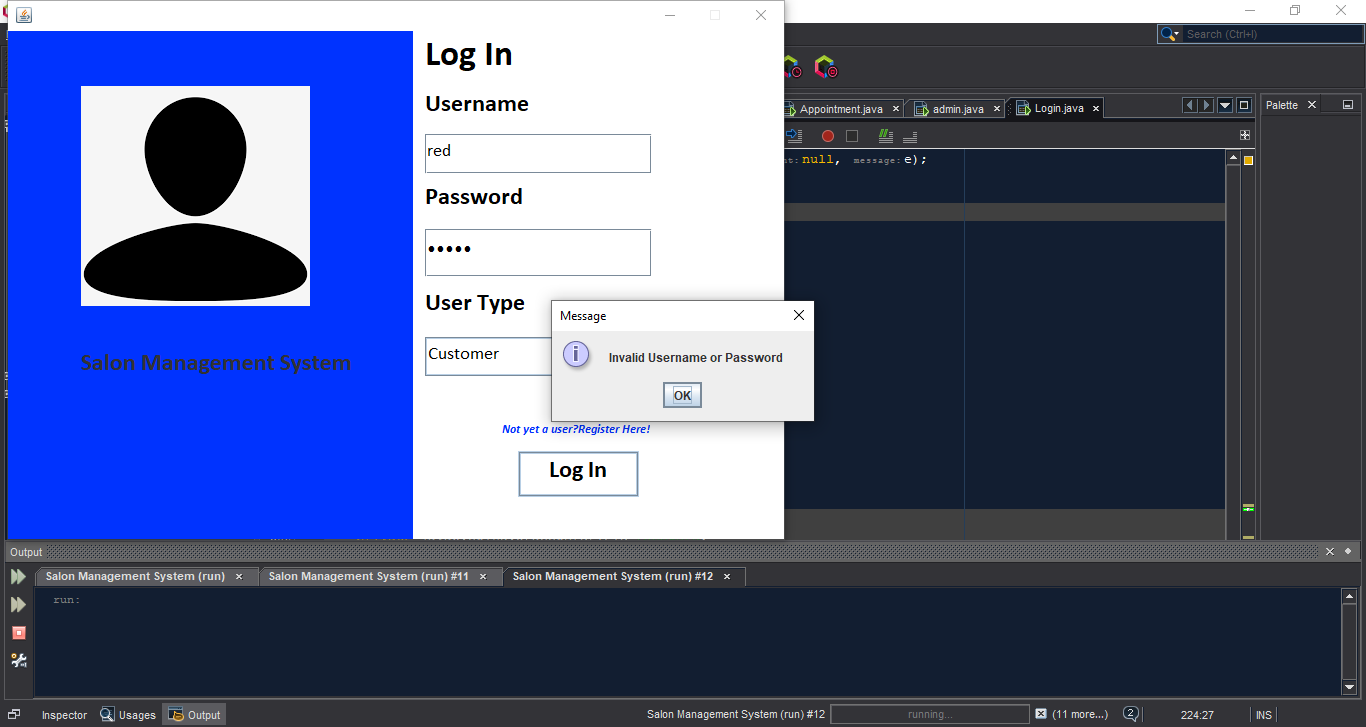 Log In
Username
red
Password
•••••
User Type
Customer
Salon Management System
Not yet a user?Register Here!
Log In
Message
Invalid Username or Password
OK
Search (Ctrl+I)
Appointment.java
admin.java
Login.java
Palette
null, message: e);
Output
Salon Management System (run)
Salon Management System (run) #11
Salon Management System (run) #12
run:
Inspector
Usages
Output
Salon Management System (run) #12
running...
(11 more...)
2
224:27
INS